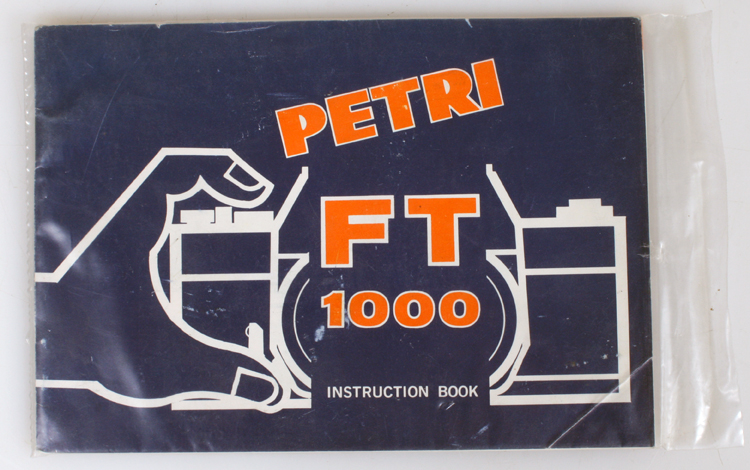 PETRI
FT
1000
INSTRUCTION BOOK